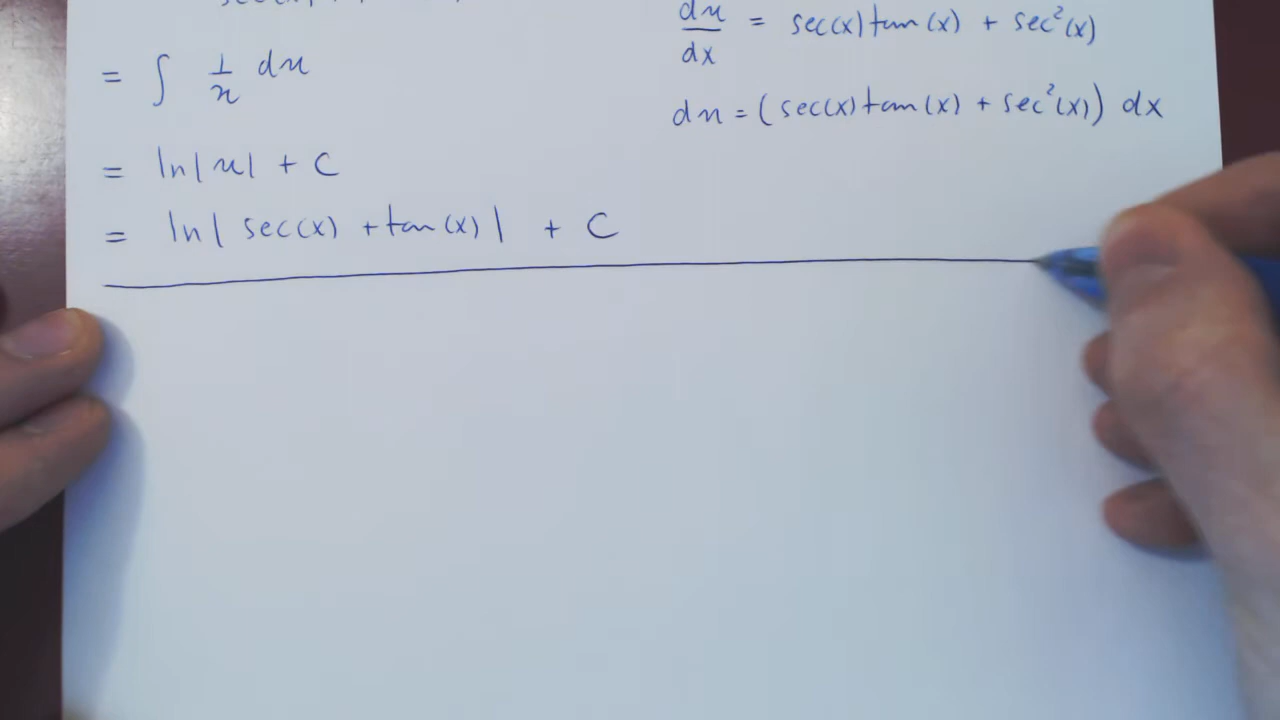 = ∫ 1/u du
= ln|u| + C
= ln|sec(x) + tan(x)| + C
du/dx = sec(x)tan(x) + sec²(x)
du = (sec(x)tan(x) + sec²(x)) dx